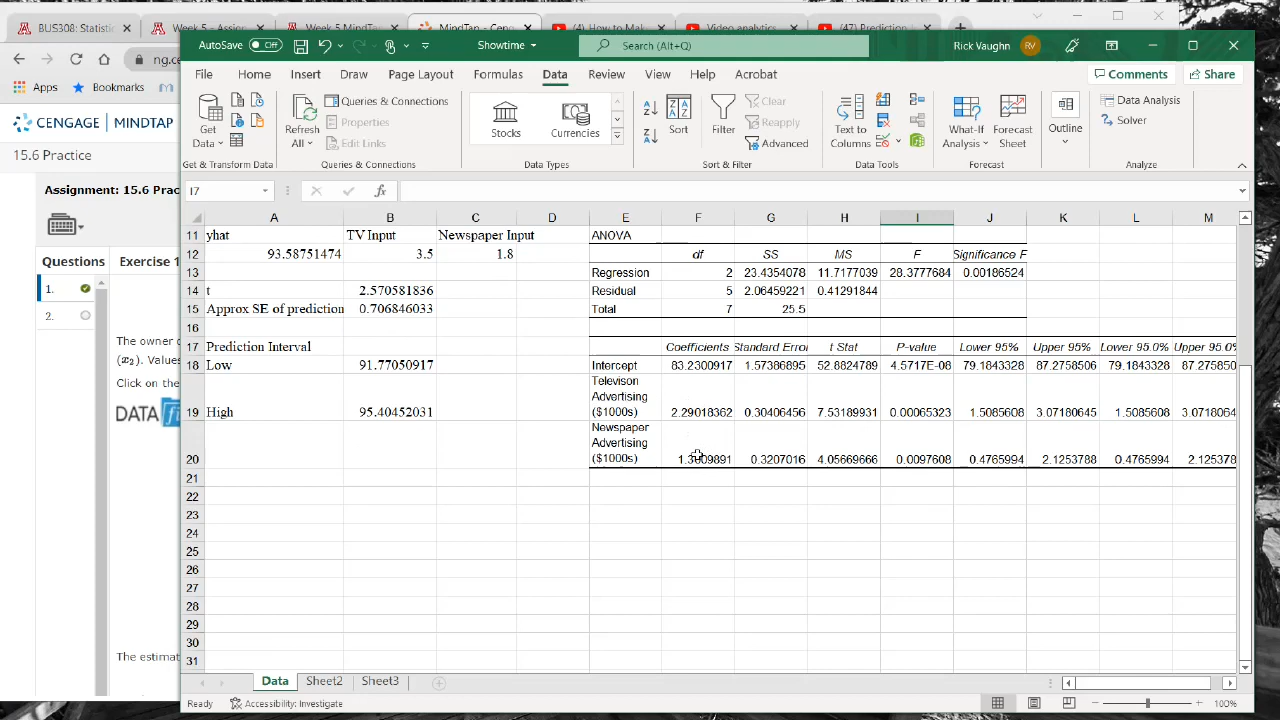 BUS308: Statisti
Week 5 - Assign
Week 5 MindTap
MindTap - Ceng
(4) How to Make
Video analytics
(47) Prediction I
ng.ce
Apps
Bookmarks
CENGAGE | MINDTAP
15.6 Practice
Assignment: 15.6 Prac
Questions
Exercise 1
1.
2.
The owner o
(x2). Values
Click on the
DATAfi
The estimat
AutoSave Off
Showtime
Search (Alt+Q)
Rick Vaughn RV
File Home Insert Draw Page Layout Formulas Data Review View Help Acrobat
Comments
Share
Get Data
Refresh All
Queries & Connections
Properties
Edit Links
Stocks
Currencies
Sort
Filter
Clear
Reapply
Advanced
Text to Columns
What-If Analysis
Forecast Sheet
Outline
Data Analysis
Solver
Get & Transform Data
Queries & Connections
Data Types
Sort & Filter
Data Tools
Forecast
Analyze
I7
fx
A B C D E F G H I J K L M
11 yhat TV Input Newspaper Input ANOVA
12 93.58751474 3.5 1.8 df SS MS F Significance F
13 Regression 2 23.4354078 11.7177039 28.3777684 0.00186524
14 t 2.570581836 Residual 5 2.06459221 0.41291844
15 Approx SE of prediction 0.706846033 Total 7 25.5
16
17 Prediction Interval Coefficients Standard Error t Stat P-value Lower 95% Upper 95% Lower 95.0% Upper 95.0%
18 Low 91.77050917 Intercept 83.2300917 1.57386895 52.8824789 4.5717E-08 79.1843328 87.2758506 79.1843328 87.275850
Televison
Advertising
19 High 95.40452031 ($1000s) 2.29018362 0.30406456 7.53189931 0.00065323 1.5085608 3.07180645 1.5085608 3.0718064
Newspaper
Advertising
20 ($1000s) 1.3009891 0.3207016 4.05669666 0.0097608 0.4765994 2.1253788 0.4765994 2.125378
21
22
23
24
25
26
27
28
29
30
31
Data Sheet2 Sheet3
Ready
Accessibility: Investigate
100%